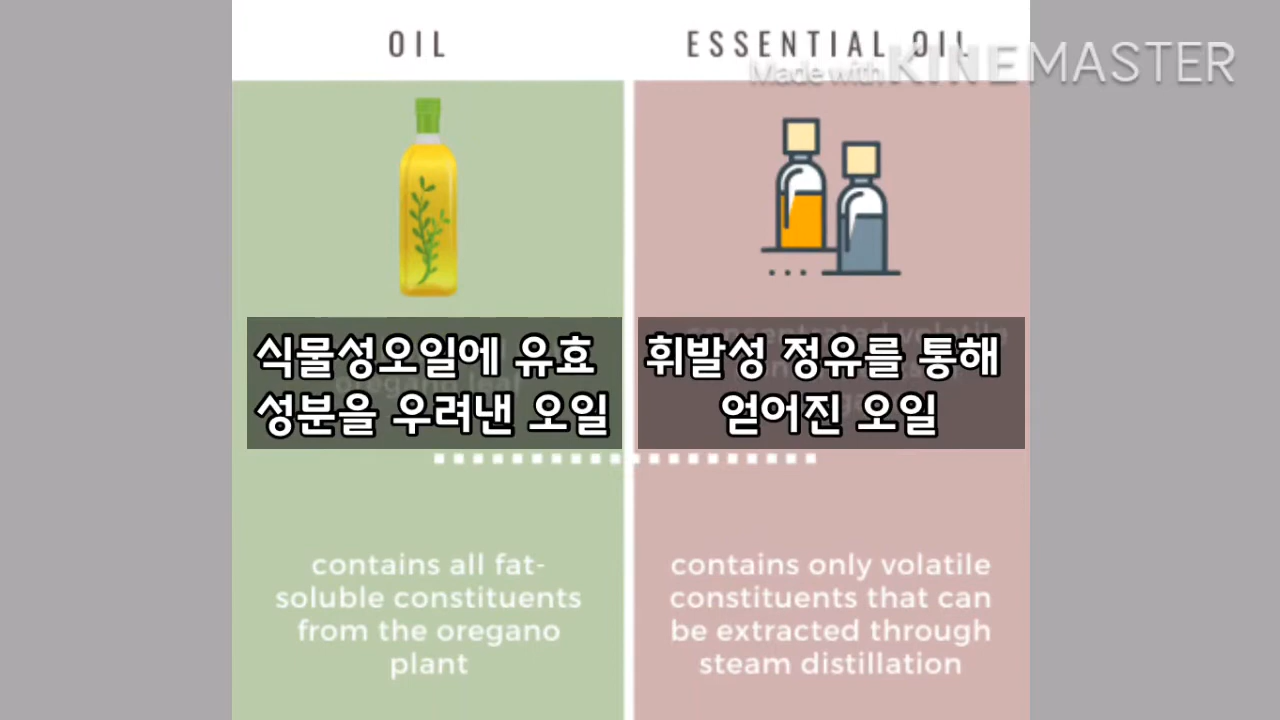 OIL
ESSENTIAL OIL
Made with KINEMASTER
식물성오일에 유효
성분을 우려낸 오일
휘발성 정유를 통해
얻어진 오일
contains all fat-
soluble constituents
from the oregano
plant
contains only volatile
constituents that can
be extracted through
steam distillation